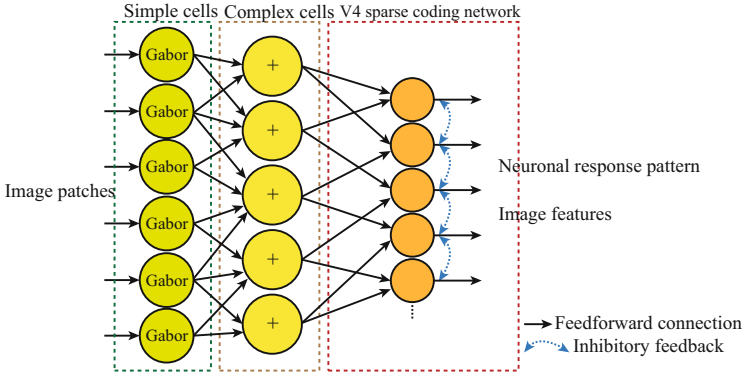 Simple cells
Complex cells
V4 sparse coding network
Gabor
Gabor
Gabor
Gabor
Gabor
Gabor
+
+
+
+
+
Image patches
Neuronal response pattern
Image features
Feedforward connection
Inhibitory feedback